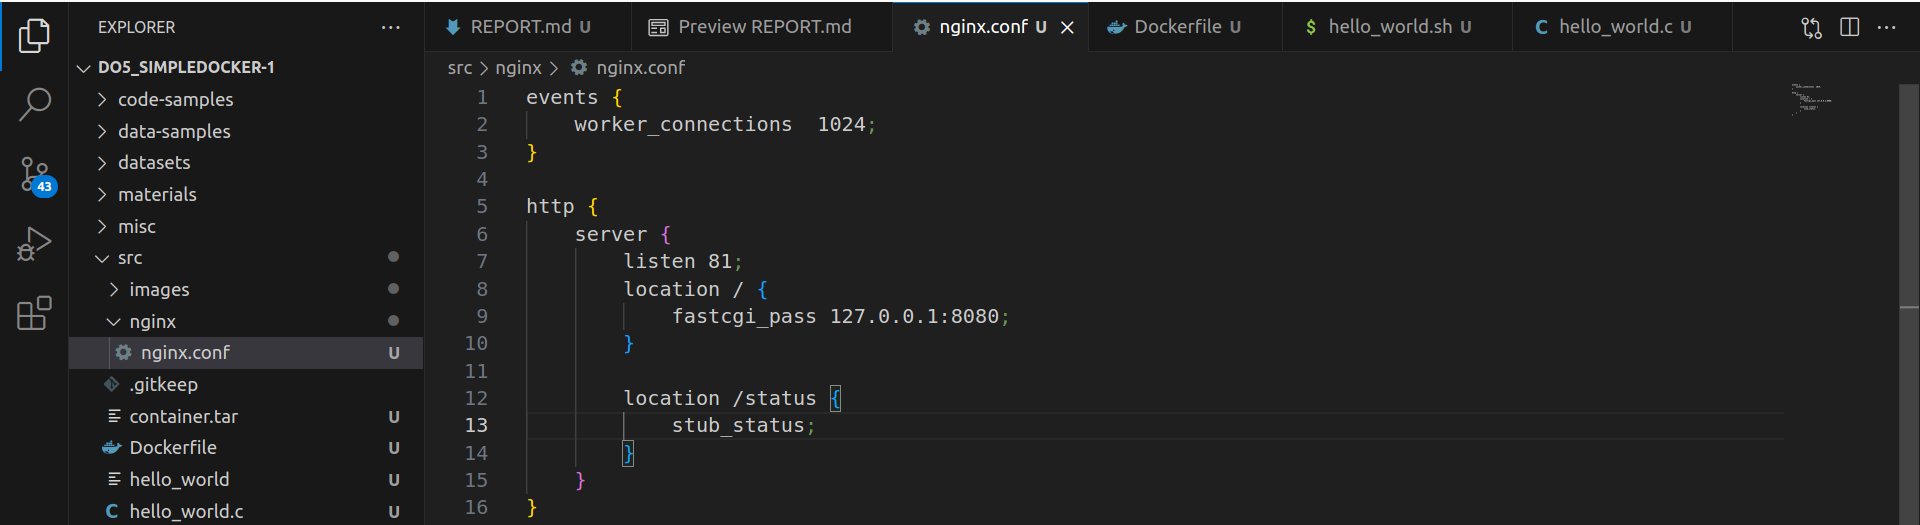 EXPLORER ...
DO5_SIMPLEDOCKER-1
code-samples
data-samples
datasets
materials
43
misc
src
images
nginx
nginx.conf U
.gitkeep
container.tar U
Dockerfile U
hello_world U
C hello_world.c U
REPORT.md U
Preview REPORT.md
nginx.conf U
Dockerfile U
$ hello_world.sh U
C hello_world.c U
src > nginx > nginx.conf
1 events {
2 worker_connections  1024;
3 }
4
5 http {
6 server {
7 listen 81;
8 location / {
9 fastcgi_pass 127.0.0.1:8080;
10 }
11
12 location /status {
13 stub_status;
14 }
15 }
16 }